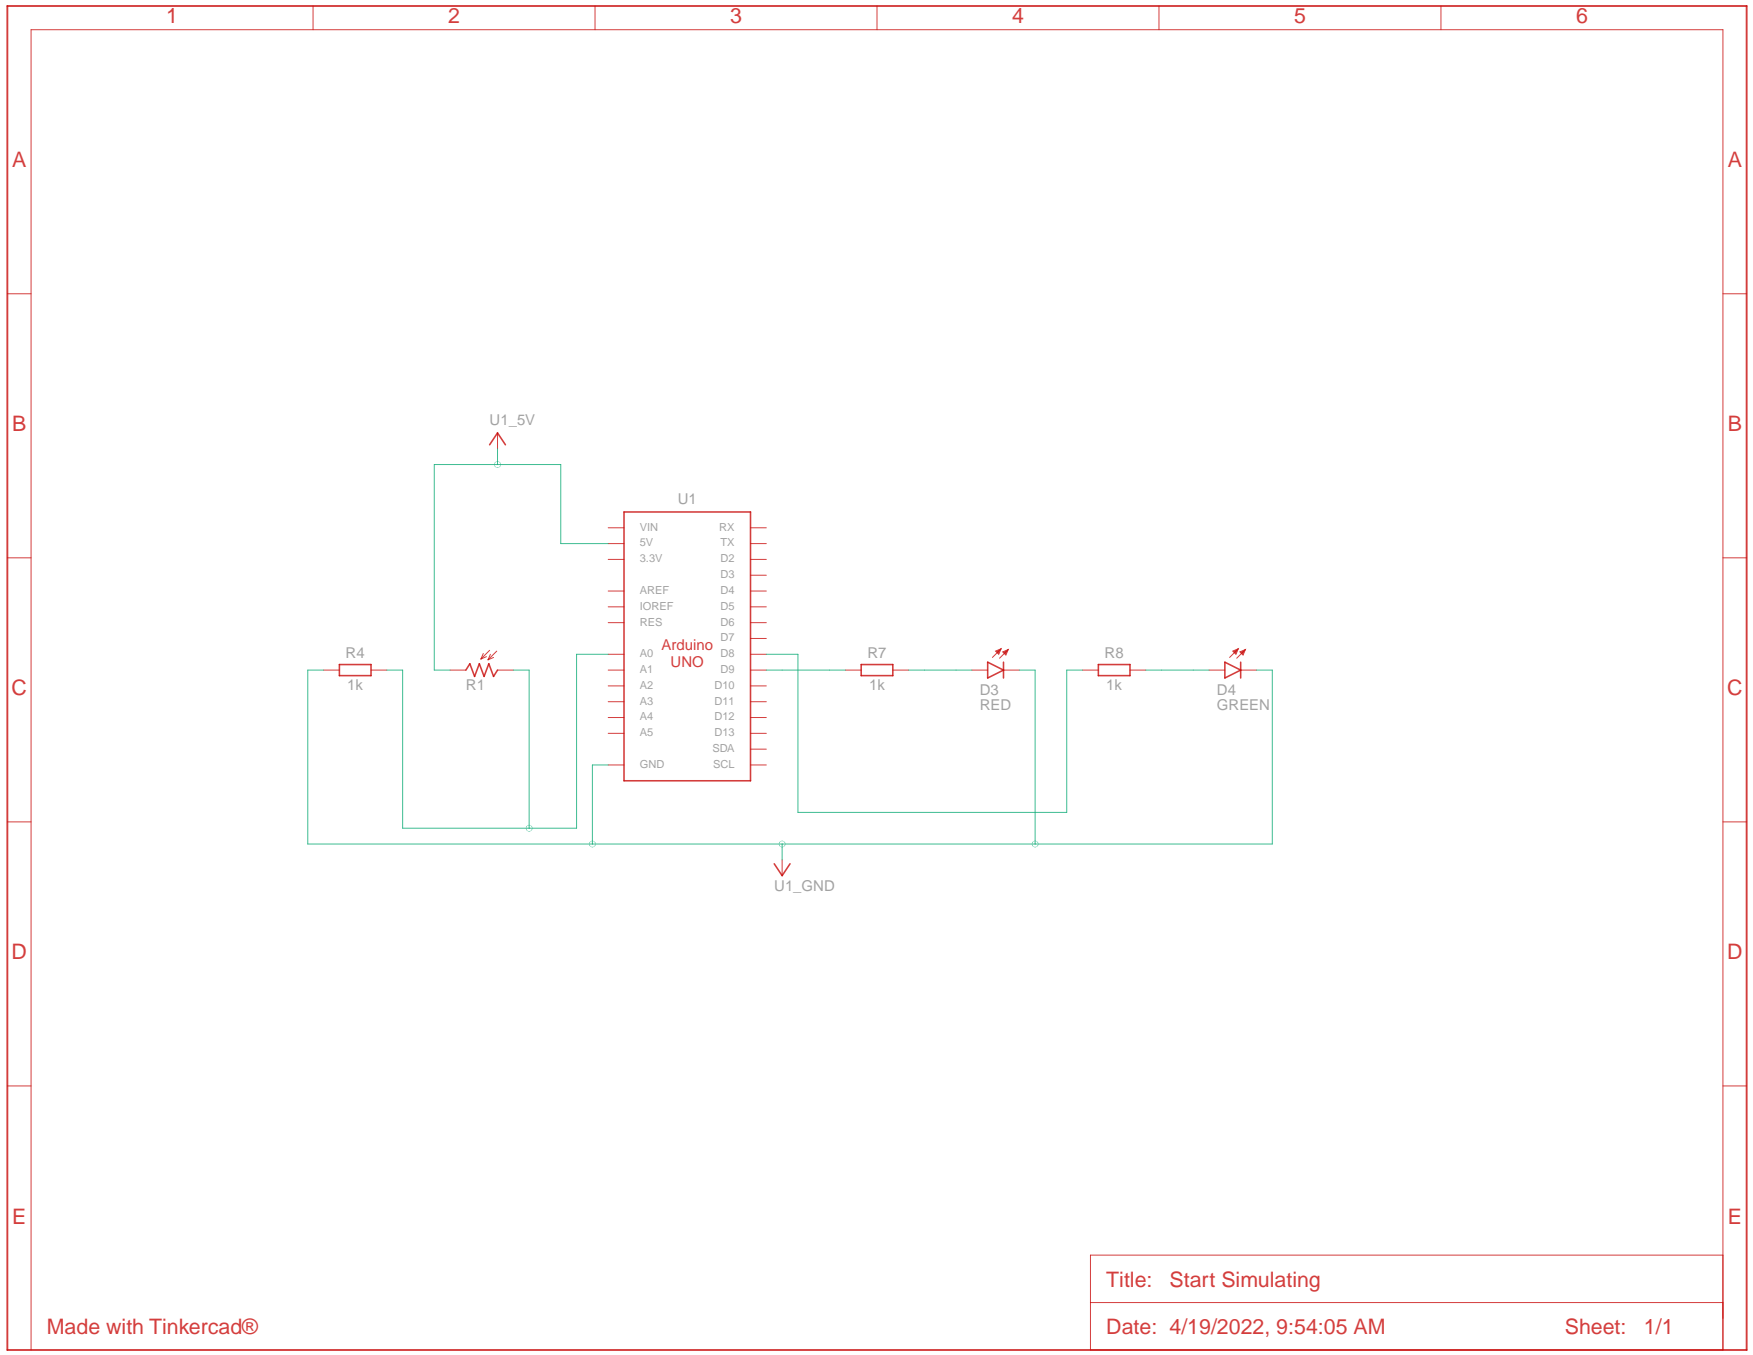 1 2 3 4 5 6
A A
B B
C C
D D
E E
U1_5V
U1
VIN RX
5V TX
3.3V D2
D3
AREF D4
IOREF D5
RES D6
D7
Arduino
UNO
A0 D8
A1 D9
A2 D10
A3 D11
A4 D12
A5 D13
SDA
GND SCL
R4
1k
R1
R7
1k
D3
RED
R8
1k
D4
GREEN
U1_GND
Title: Start Simulating
Made with Tinkercad®
Date: 4/19/2022, 9:54:05 AM Sheet: 1/1